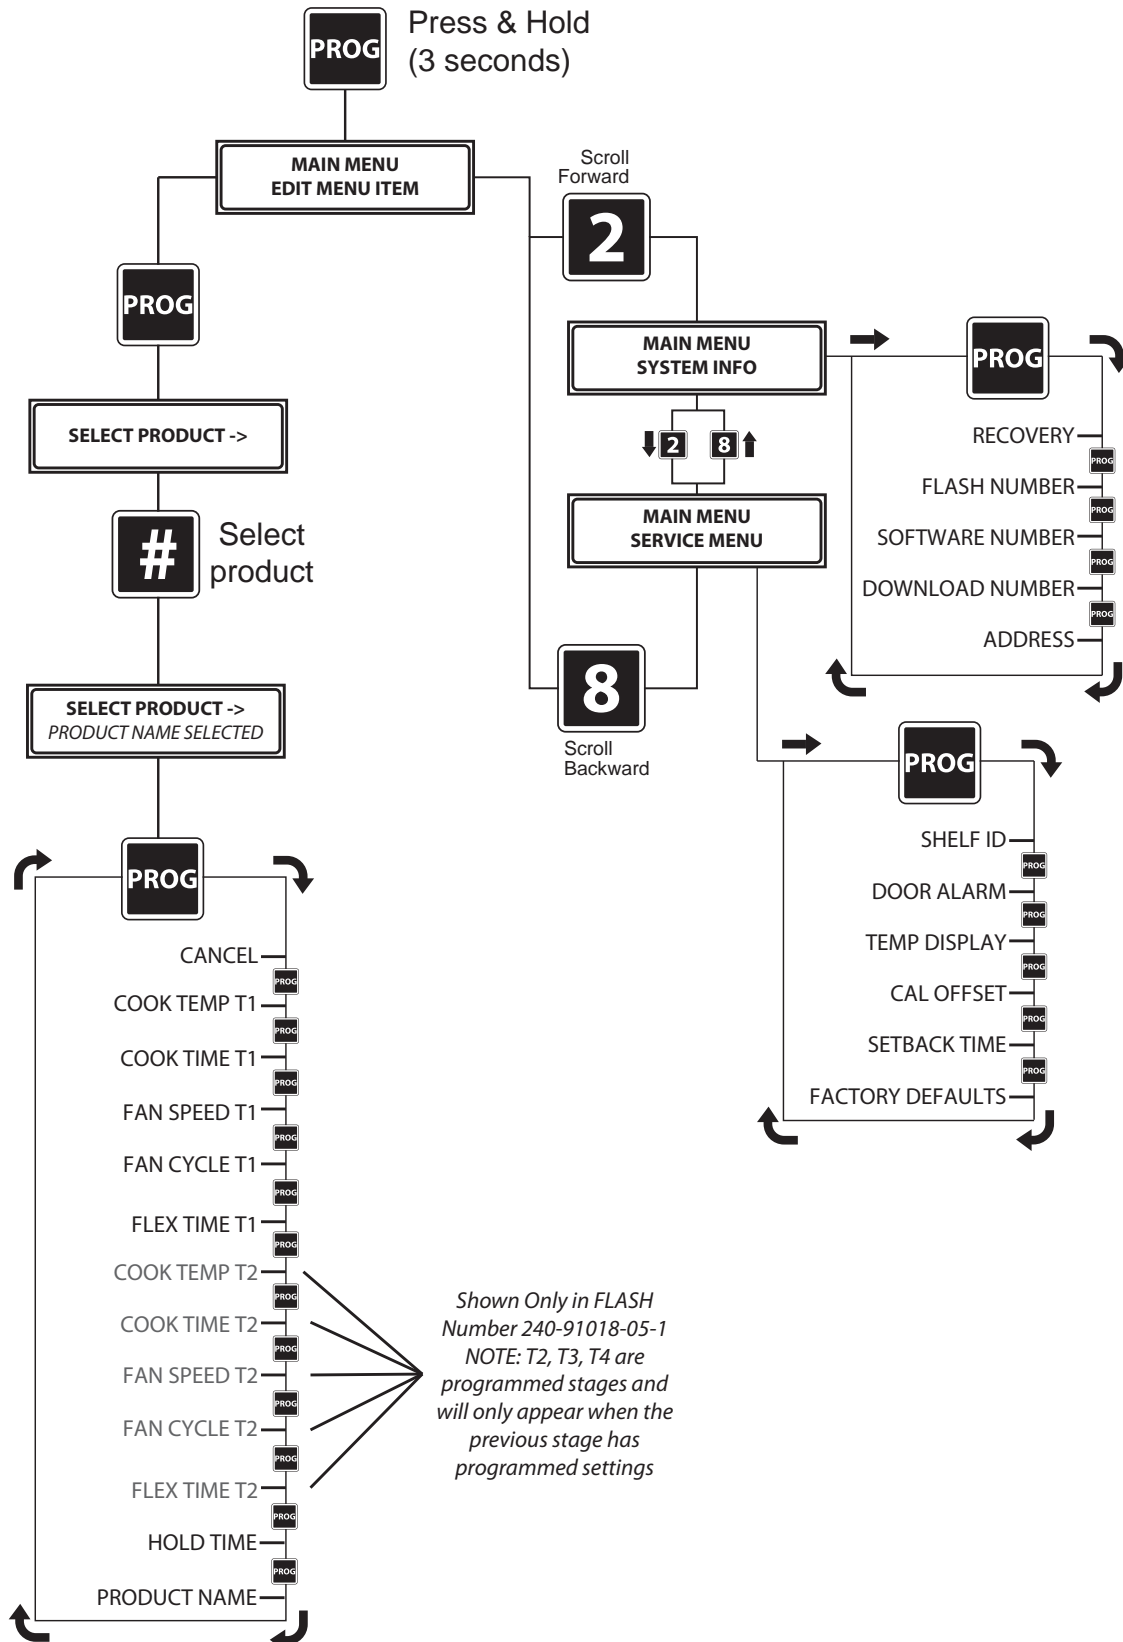 PROG
Press & Hold
(3 seconds)
MAIN MENU
EDIT MENU ITEM
Scroll
Forward
2
PROG
MAIN MENU
SYSTEM INFO
PROG
SELECT PRODUCT ->
2
8
RECOVERY
PROG
FLASH NUMBER
PROG
SOFTWARE NUMBER
PROG
DOWNLOAD NUMBER
PROG
ADDRESS
MAIN MENU
SERVICE MENU
#
Select
product
8
Scroll
Backward
SELECT PRODUCT ->
PRODUCT NAME SELECTED
PROG
SHELF ID
PROG
DOOR ALARM
PROG
TEMP DISPLAY
PROG
CAL OFFSET
PROG
SETBACK TIME
PROG
FACTORY DEFAULTS
PROG
CANCEL
PROG
COOK TEMP T1
PROG
COOK TIME T1
PROG
FAN SPEED T1
PROG
FAN CYCLE T1
PROG
FLEX TIME T1
PROG
COOK TEMP T2
PROG
COOK TIME T2
PROG
FAN SPEED T2
PROG
FAN CYCLE T2
PROG
FLEX TIME T2
PROG
HOLD TIME
PROG
PRODUCT NAME
Shown Only in FLASH
Number 240-91018-05-1
NOTE: T2, T3, T4 are
programmed stages and
will only appear when the
previous stage has
programmed settings